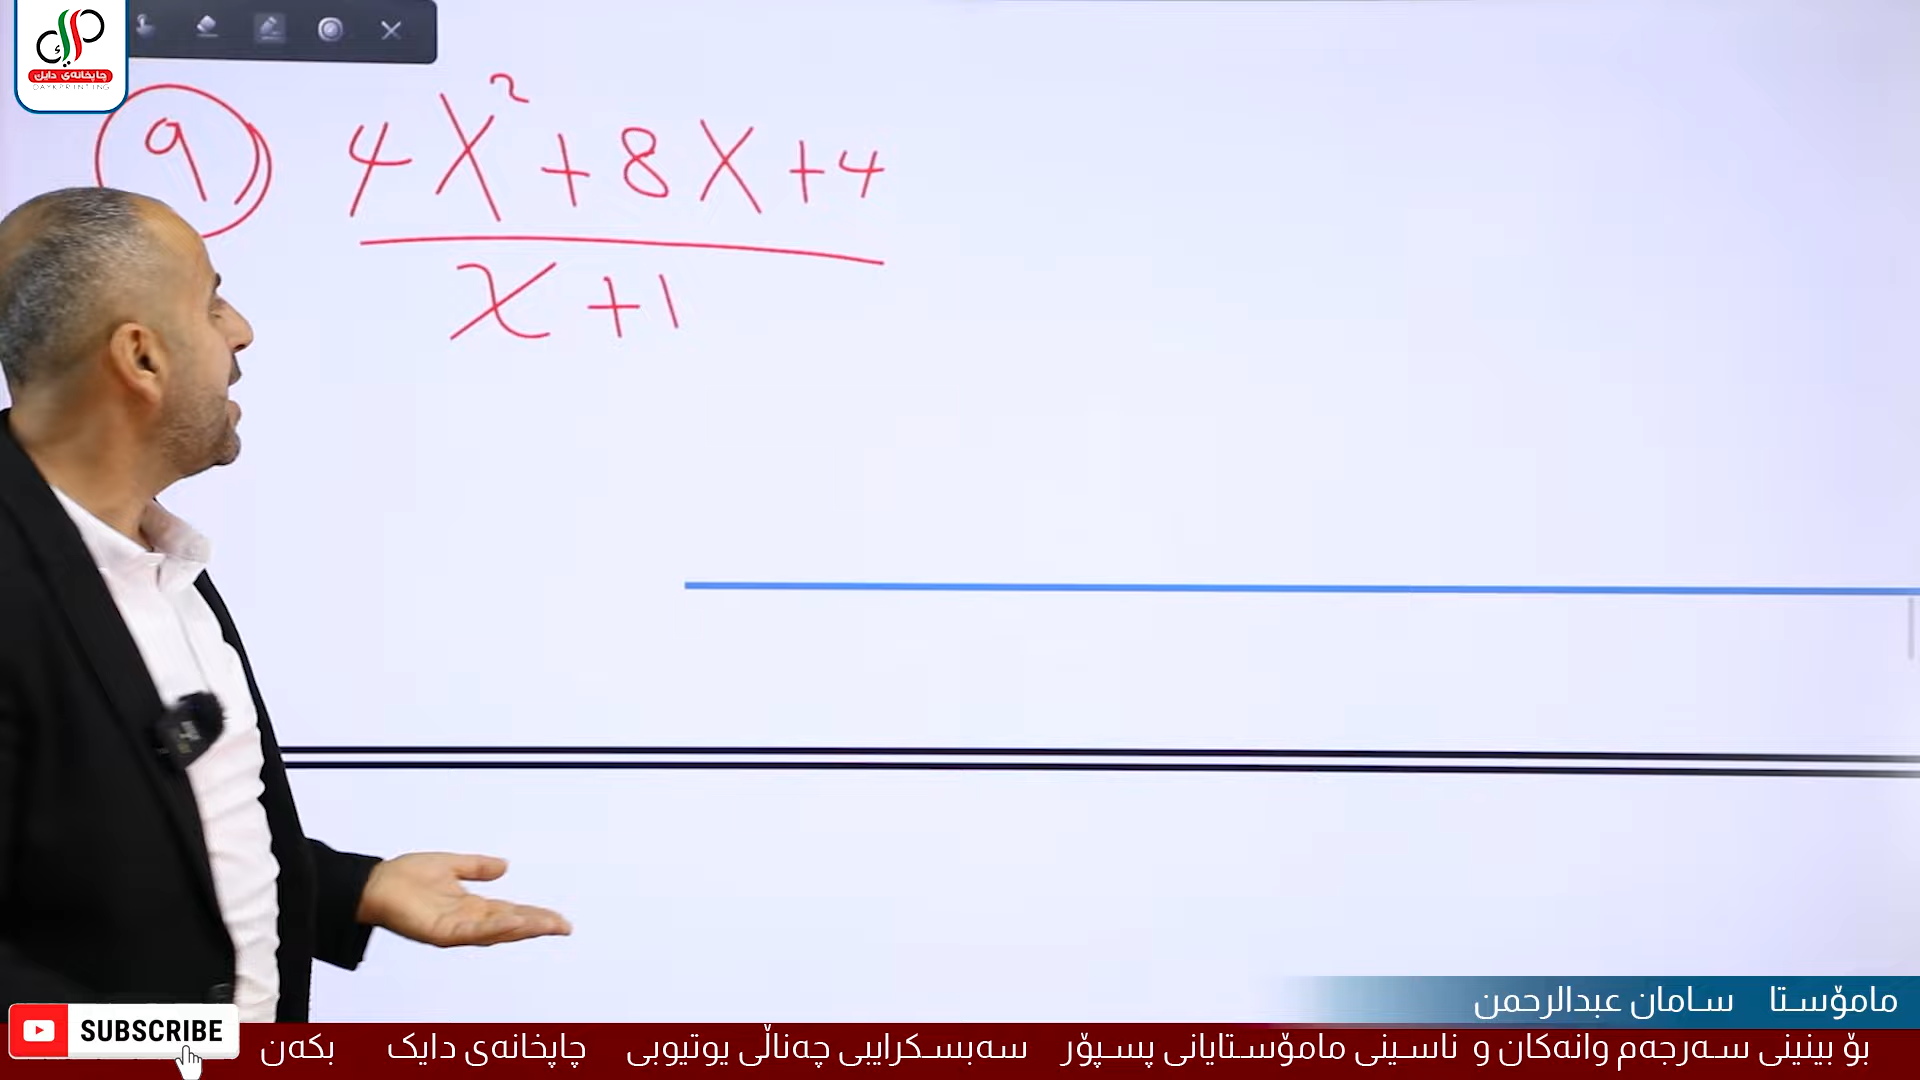 چاپخانەی دایک
DAYKPRINTING
٩) 4X² + 8X + 4
x + 1
مامۆستا سامان عبدالرحمن
SUBSCRIBE
بۆ بینینی سەرجەم وانەکان و ناسینی مامۆستایانی پسپۆر سەبسکرایبی چەناڵی یوتیوبی چاپخانەی دایک بکەن